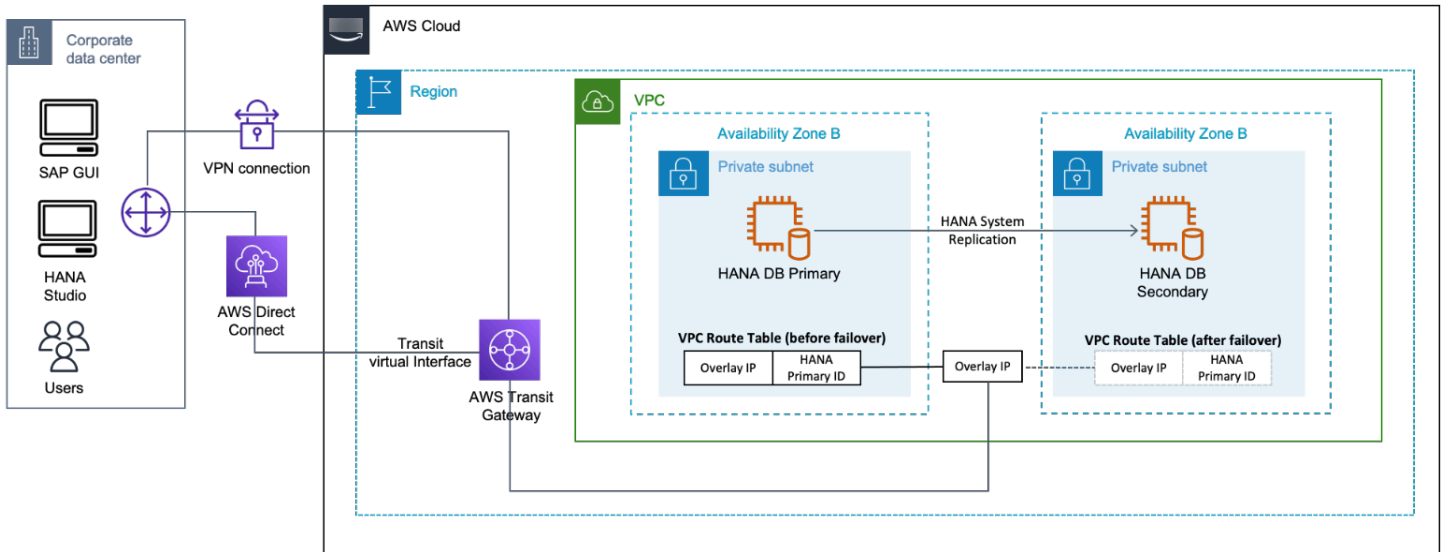 Corporate
data center
SAP GUI
HANA
Studio
Users
VPN connection
AWS Direct
Connect
AWS Cloud
Region
Transit
virtual Interface
AWS Transit
Gateway
VPC
Availability Zone B
Private subnet
HANA DB Primary
HANA System
Replication
Availability Zone B
Private subnet
HANA DB
Secondary
VPC Route Table (before failover)
Overlay IP
HANA
Primary ID
Overlay IP
VPC Route Table (after failover)
Overlay IP
HANA
Primary ID